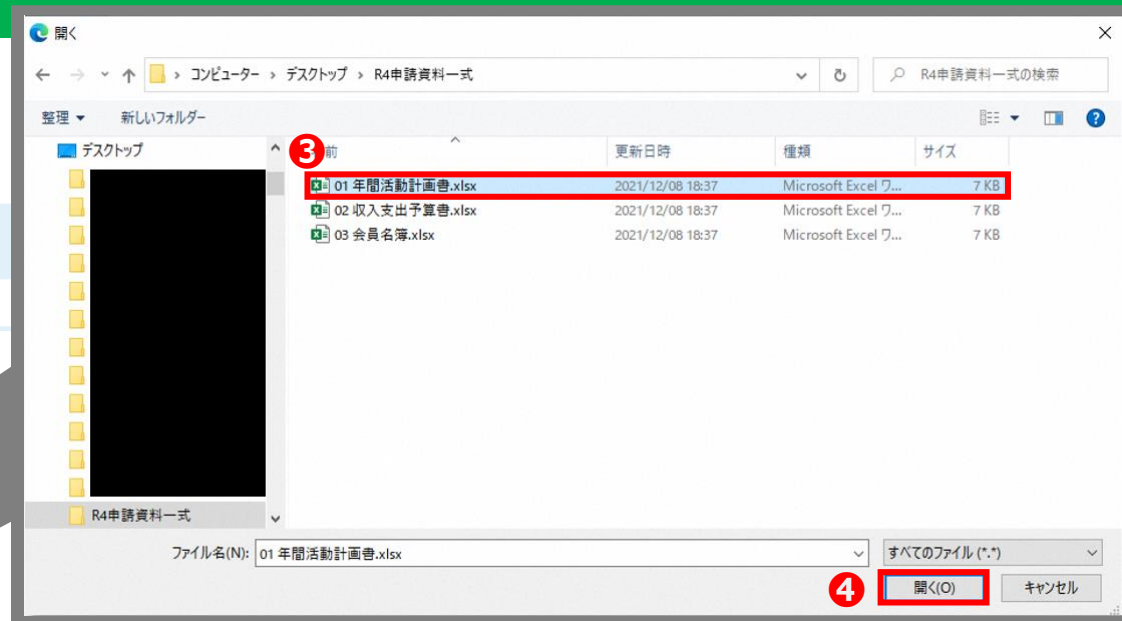 開く
コンピューター › デスクトップ › R4申請資料一式
R4申請資料一式の検索
整理 新しいフォルダー
デスクトップ
❸ 前 更新日時 種類 サイズ
01 年間活動計画書.xlsx 2021/12/08 18:37 Microsoft Excel ワ... 7 KB
02 収入支出予算書.xlsx 2021/12/08 18:37 Microsoft Excel ワ... 7 KB
03 会員名簿.xlsx 2021/12/08 18:37 Microsoft Excel ワ... 7 KB
R4申請資料一式
ファイル名(N): 01 年間活動計画書.xlsx すべてのファイル (*.*)
❹ 開く(O) キャンセル